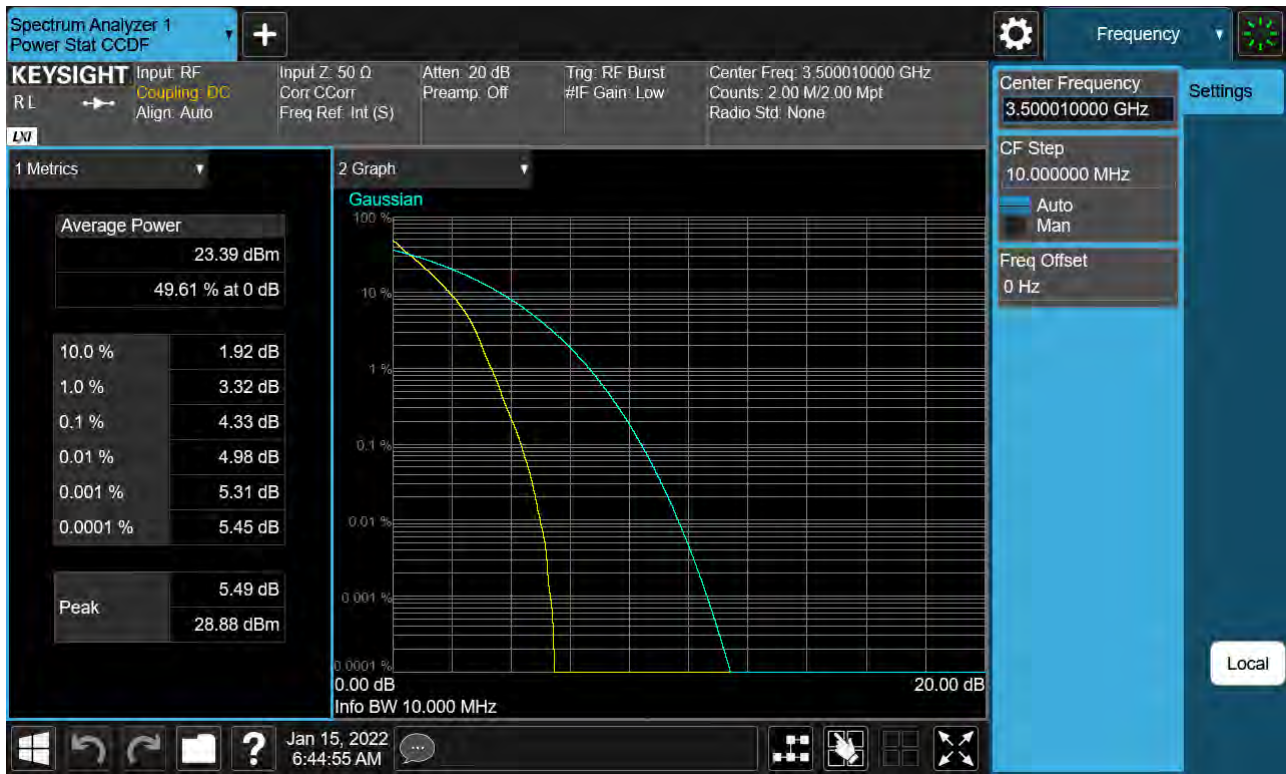 Spectrum Analyzer 1
Power Stat CCDF
+
Frequency
KEYSIGHT
RL
LXI
Input: RF
Coupling: DC
Align: Auto
Input Z: 50 Ω
Corr CCorr
Freq Ref: Int (S)
Atten: 20 dB
Preamp: Off
Trig: RF Burst
#IF Gain: Low
Center Freq: 3.500010000 GHz
Counts: 2.00 M/2.00 Mpt
Radio Std: None
1 Metrics
Average Power
23.39 dBm
49.61 % at 0 dB
10.0 % 1.92 dB
1.0 % 3.32 dB
0.1 % 4.33 dB
0.01 % 4.98 dB
0.001 % 5.31 dB
0.0001 % 5.45 dB
Peak
5.49 dB
28.88 dBm
2 Graph
Gaussian
100 %
10 %
1 %
0.1 %
0.01 %
0.001 %
0.0001 %
0.00 dB 20.00 dB
Info BW 10.000 MHz
Center Frequency
3.500010000 GHz
Settings
CF Step
10.000000 MHz
Auto
Man
Freq Offset
0 Hz
Local
?
Jan 15, 2022
6:44:55 AM